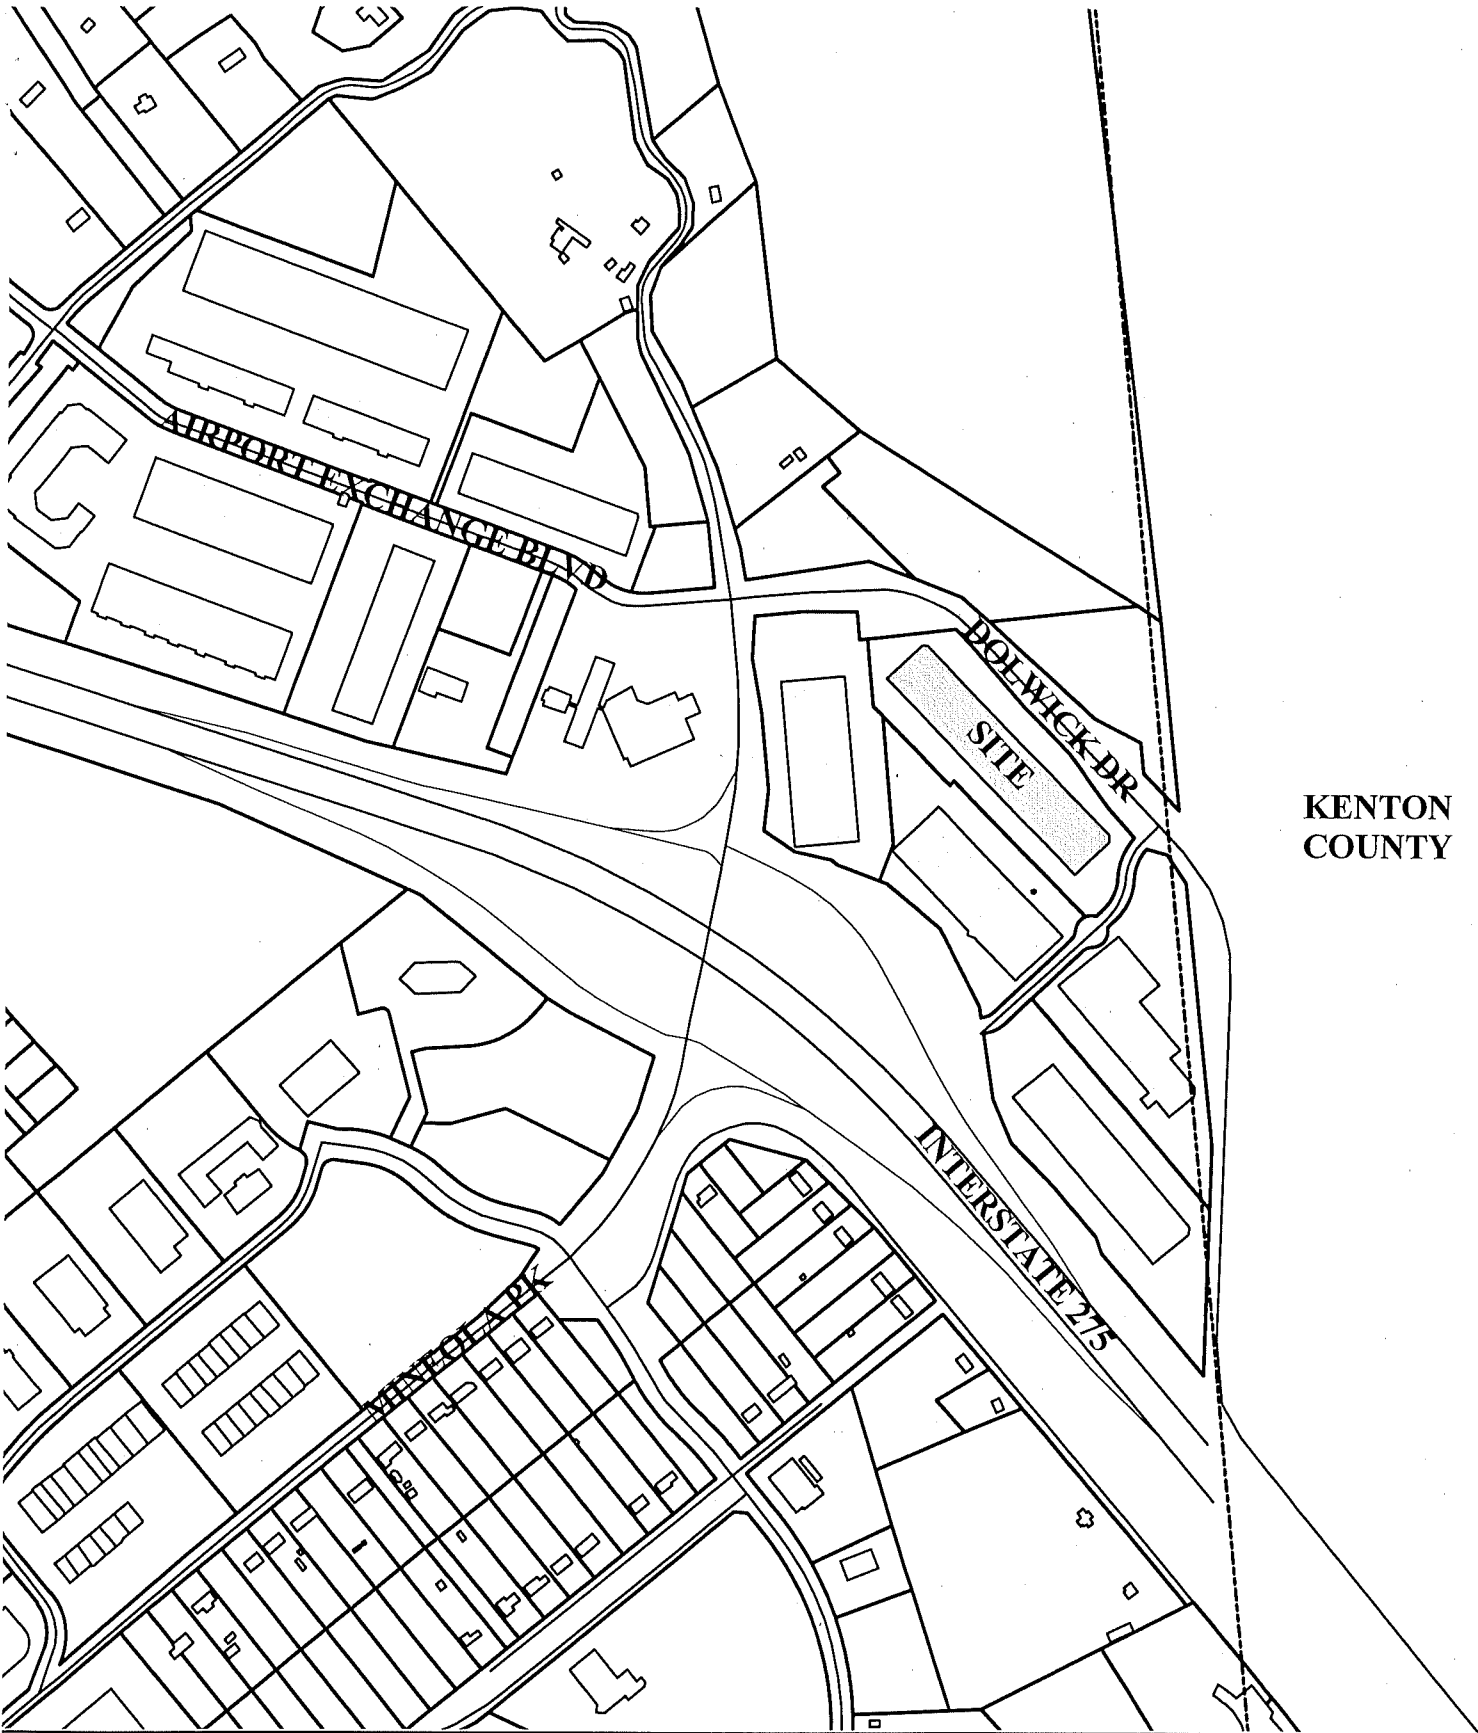 AIRPORT EXCHANGE BLVD
DOLWICK DR
SITE
KENTON
COUNTY
INTERSTATE 275
MINEOLA PK